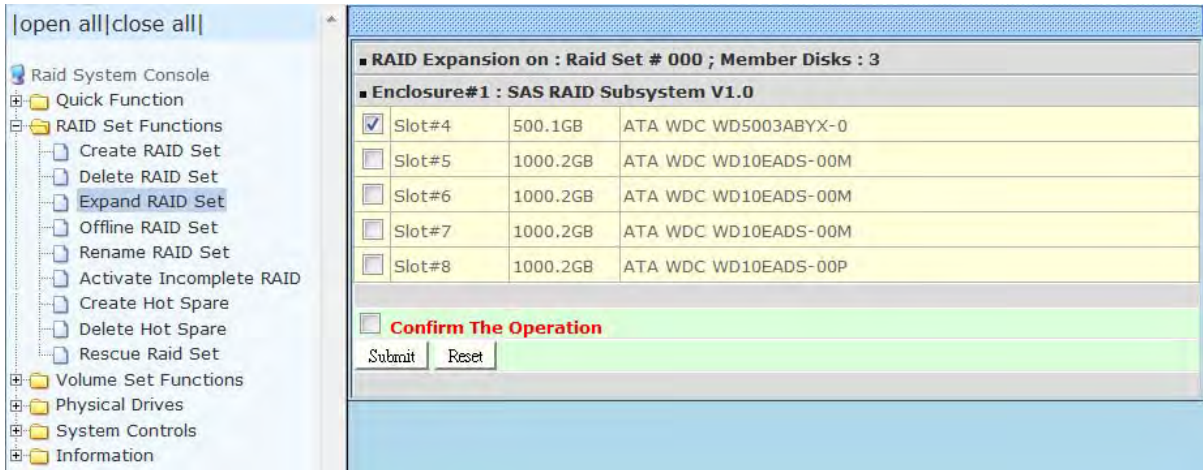 |open all|close all|
Raid System Console
Quick Function
RAID Set Functions
Create RAID Set
Delete RAID Set
Expand RAID Set
Offline RAID Set
Rename RAID Set
Activate Incomplete RAID
Create Hot Spare
Delete Hot Spare
Rescue Raid Set
Volume Set Functions
Physical Drives
System Controls
Information
RAID Expansion on : Raid Set # 000 ; Member Disks : 3
Enclosure#1 : SAS RAID Subsystem V1.0
Slot#4 500.1GB ATA WDC WD5003ABYX-0
Slot#5 1000.2GB ATA WDC WD10EADS-00M
Slot#6 1000.2GB ATA WDC WD10EADS-00M
Slot#7 1000.2GB ATA WDC WD10EADS-00M
Slot#8 1000.2GB ATA WDC WD10EADS-00P
Confirm The Operation
Submit Reset